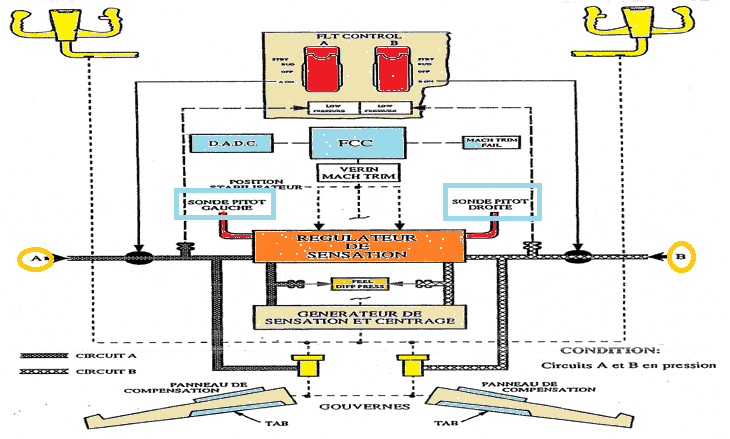 FLT CONTROL
A
B
STBY
RUD
OFF
A ON
STBY
RUD
OFF
B ON
LOW
PRESSURE
LOW
PRESSURE
D.A.D.C.
FCC
MACH TRIM
FAIL
VERIN
MACH TRIM
POSITION
STABILISATEUR
SONDE PITOT
GAUCHE
SONDE PITOT
DROITE
REGULATEUR
DE
SENSATION
A
B
FEEL
DIFF PRESS
GENERATEUR DE
SENSATION ET CENTRAGE
CIRCUIT A
CIRCUIT B
CONDITION:
Circuits A et B en pression
PANNEAU DE
COMPENSATION
PANNEAU DE
COMPENSATION
TAB
GOUVERNES
TAB